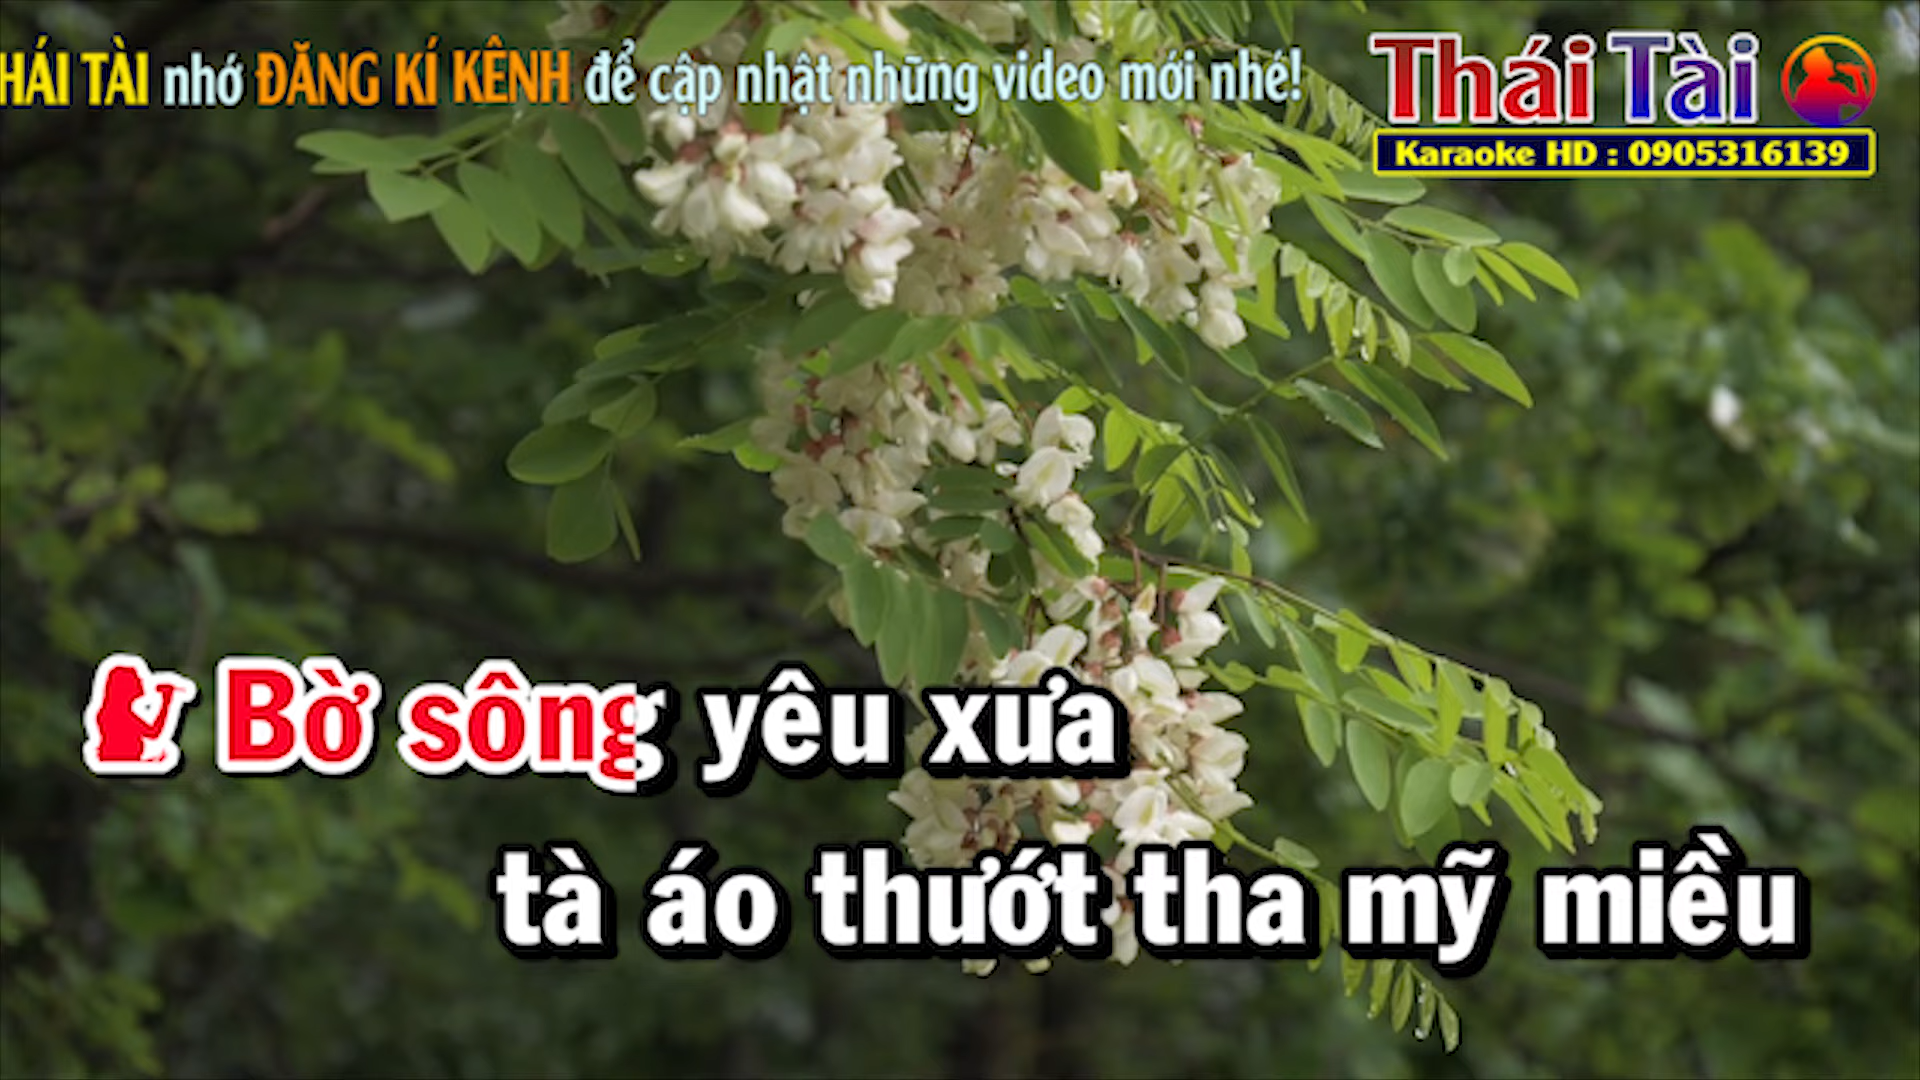 HÁI TÀI nhớ ĐĂNG KÍ KÊNH để cập nhật những video mới nhé!
Thái Tài
Karaoke HD : 0905316139
Bờ sông yêu xưa
tà áo thướt tha mỹ miều